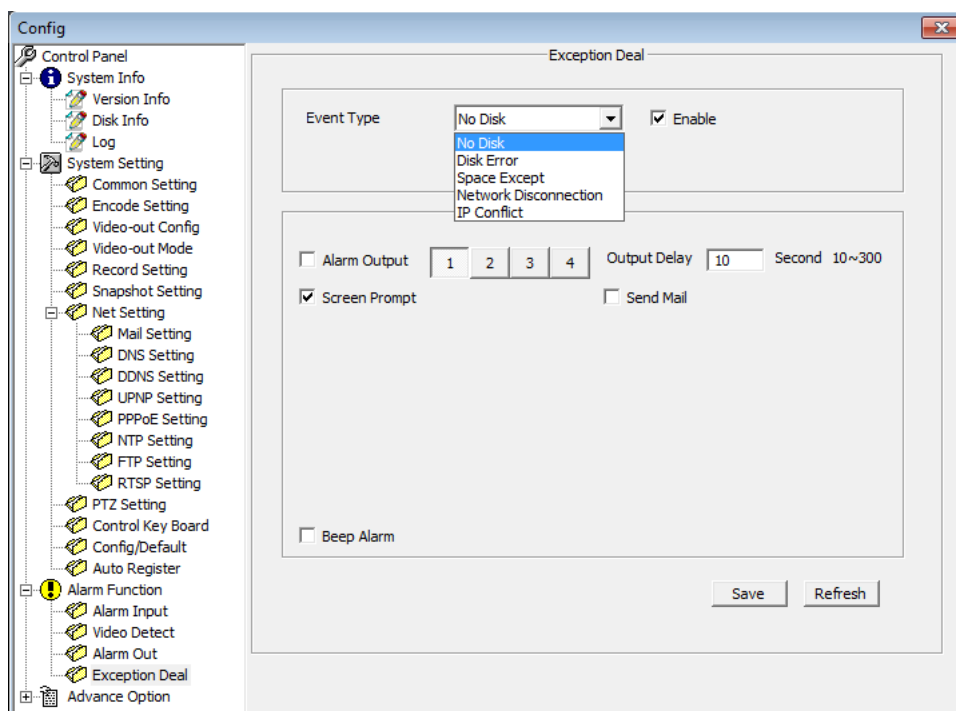 Config
Control Panel
System Info
Version Info
Disk Info
Log
System Setting
Common Setting
Encode Setting
Video-out Config
Video-out Mode
Record Setting
Snapshot Setting
Net Setting
Mail Setting
DNS Setting
DDNS Setting
UPNP Setting
PPPoE Setting
NTP Setting
FTP Setting
RTSP Setting
PTZ Setting
Control Key Board
Config/Default
Auto Register
Alarm Function
Alarm Input
Video Detect
Alarm Out
Exception Deal
Advance Option
Exception Deal
Event Type No Disk Enable
No Disk
Disk Error
Space Except
Network Disconnection
IP Conflict
Alarm Output 1 2 3 4 Output Delay 10 Second 10~300
Screen Prompt Send Mail
Beep Alarm
Save Refresh